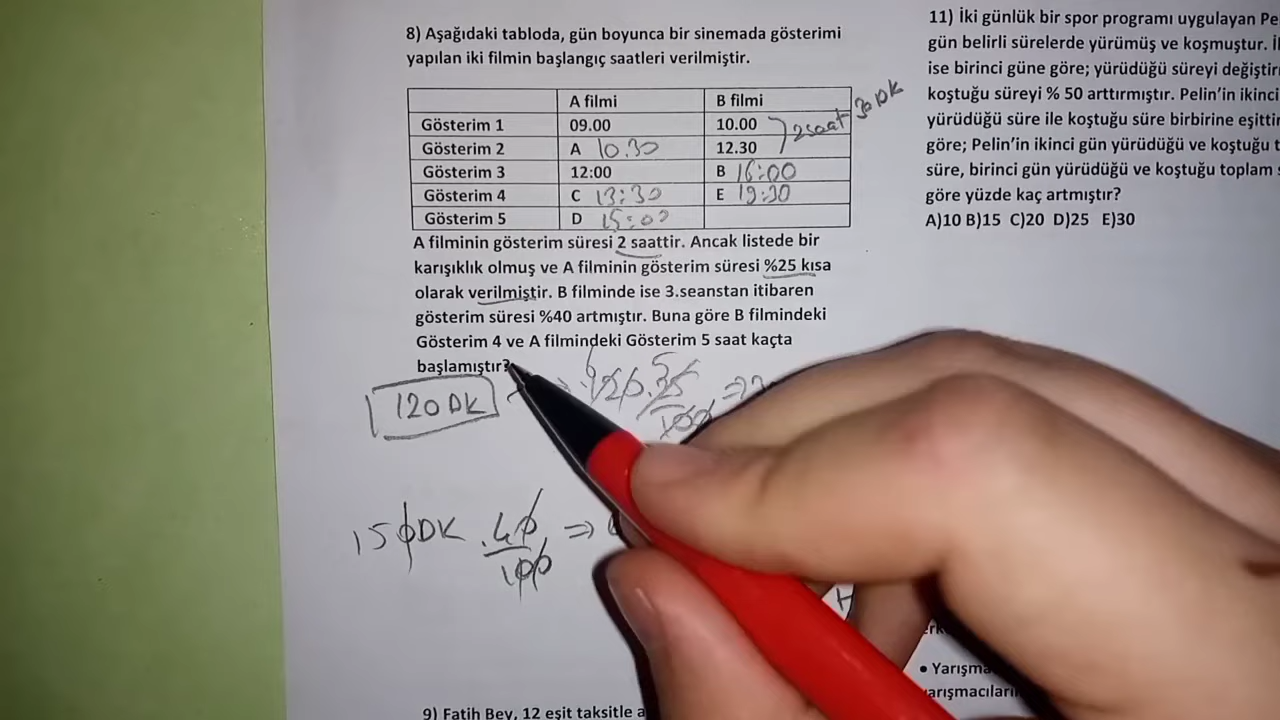 8) Aşağıdaki tabloda, gün boyunca bir sinemada gösterimi
yapılan iki filmin başlangıç saatleri verilmiştir.
A filmi B filmi
Gösterim 1 09.00 10.00
Gösterim 2 A 10.30 12.30
Gösterim 3 12:00 B 16:00
Gösterim 4 C 13:30 E 19:30
Gösterim 5 D 15:00
2 saat 30 DK
A filminin gösterim süresi 2 saattir. Ancak listede bir
karışıklık olmuş ve A filminin gösterim süresi %25 kısa
olarak verilmiştir. B filminde ise 3.seanstan itibaren
gösterim süresi %40 artmıştır. Buna göre B filmindeki
Gösterim 4 ve A filmindeki Gösterim 5 saat kaçta
başlamıştır?
120 DK
150 DK . 40 ⇒
100
9) Fatih Bey, 12 eşit taksitle a
11) İki günlük bir spor programı uygulayan Pe
gün belirli sürelerde yürümüş ve koşmuştur. İ
ise birinci güne göre; yürüdüğü süreyi değiştir
koştuğu süreyi % 50 arttırmıştır. Pelin'in ikinci
yürüdüğü süre ile koştuğu süre birbirine eşittir
göre; Pelin'in ikinci gün yürüdüğü ve koştuğu t
süre, birinci gün yürüdüğü ve koştuğu toplam s
göre yüzde kaç artmıştır?
A)10 B)15 C)20 D)25 E)30
• Yarışma
arışmacıların